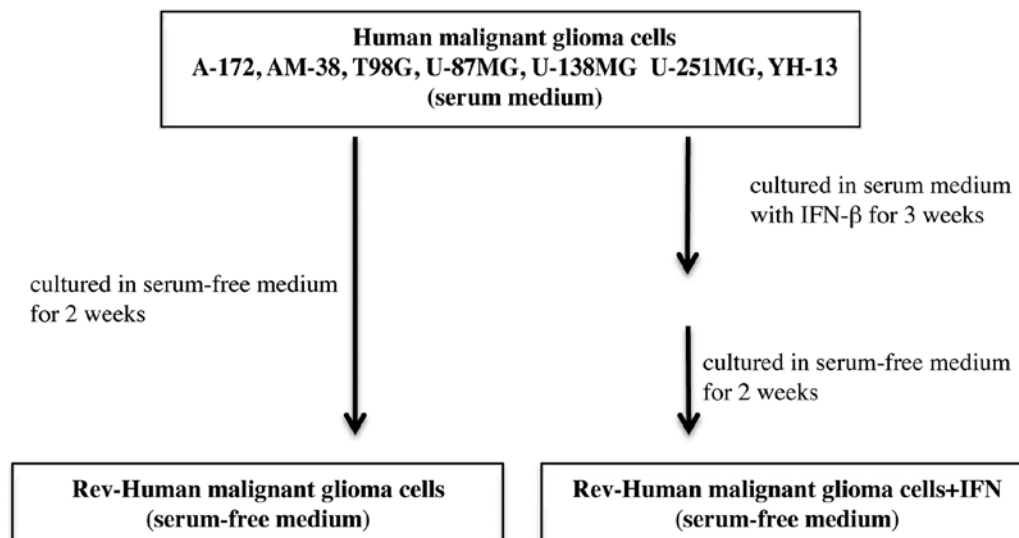 Human malignant glioma cells
A-172, AM-38, T98G, U-87MG, U-138MG U-251MG, YH-13
(serum medium)
cultured in serum medium
with IFN-β for 3 weeks
cultured in serum-free medium
for 2 weeks
cultured in serum-free medium
for 2 weeks
Rev-Human malignant glioma cells
(serum-free medium)
Rev-Human malignant glioma cells+IFN
(serum-free medium)